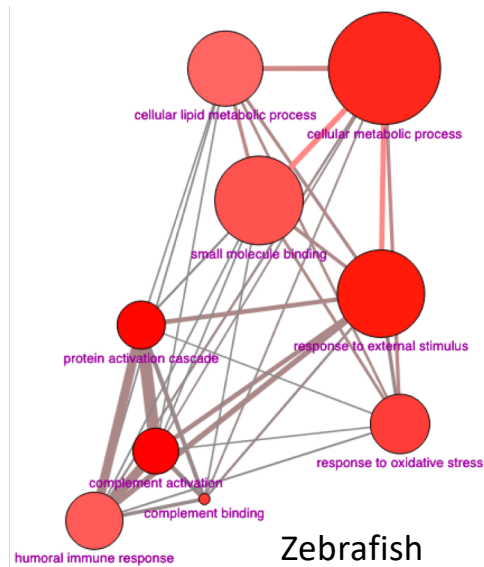 cellular lipid metabolic process
cellular metabolic process
small molecule binding
response to external stimulus
protein activation cascade
response to oxidative stress
complement activation
complement binding
humoral immune response
Zebrafish